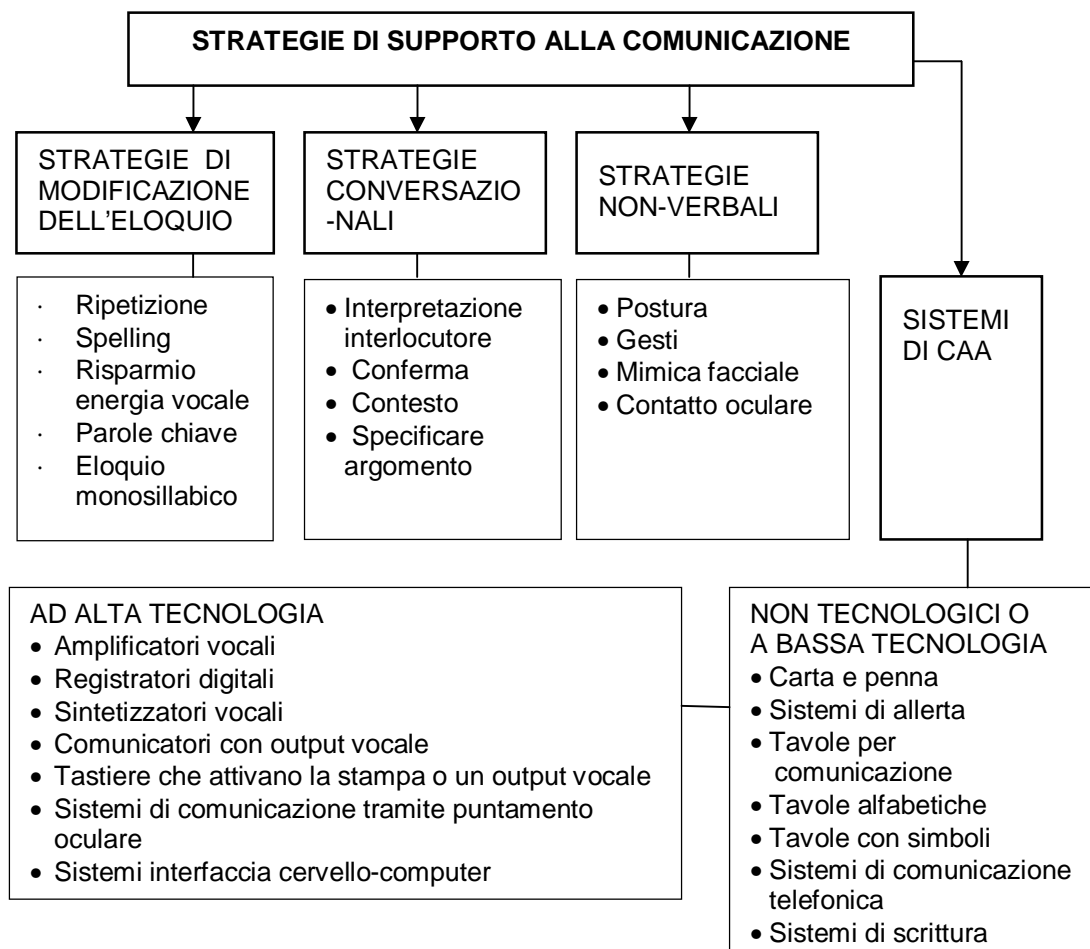 STRATEGIE DI SUPPORTO ALLA COMUNICAZIONE
STRATEGIE DI
MODIFICAZIONE
DELL'ELOQUIO
STRATEGIE
CONVERSAZIO
-NALI
STRATEGIE
NON-VERBALI
· Ripetizione
· Spelling
· Risparmio
energia vocale
· Parole chiave
· Eloquio
monosillabico
• Interpretazione
interlocutore
• Conferma
• Contesto
• Specificare
argomento
• Postura
• Gesti
• Mimica facciale
• Contatto oculare
SISTEMI
DI CAA
AD ALTA TECNOLOGIA
• Amplificatori vocali
• Registratori digitali
• Sintetizzatori vocali
• Comunicatori con output vocale
• Tastiere che attivano la stampa o un output vocale
• Sistemi di comunicazione tramite puntamento
oculare
• Sistemi interfaccia cervello-computer
NON TECNOLOGICI O
A BASSA TECNOLOGIA
• Carta e penna
• Sistemi di allerta
• Tavole per
comunicazione
• Tavole alfabetiche
• Tavole con simboli
• Sistemi di comunicazione
telefonica
• Sistemi di scrittura